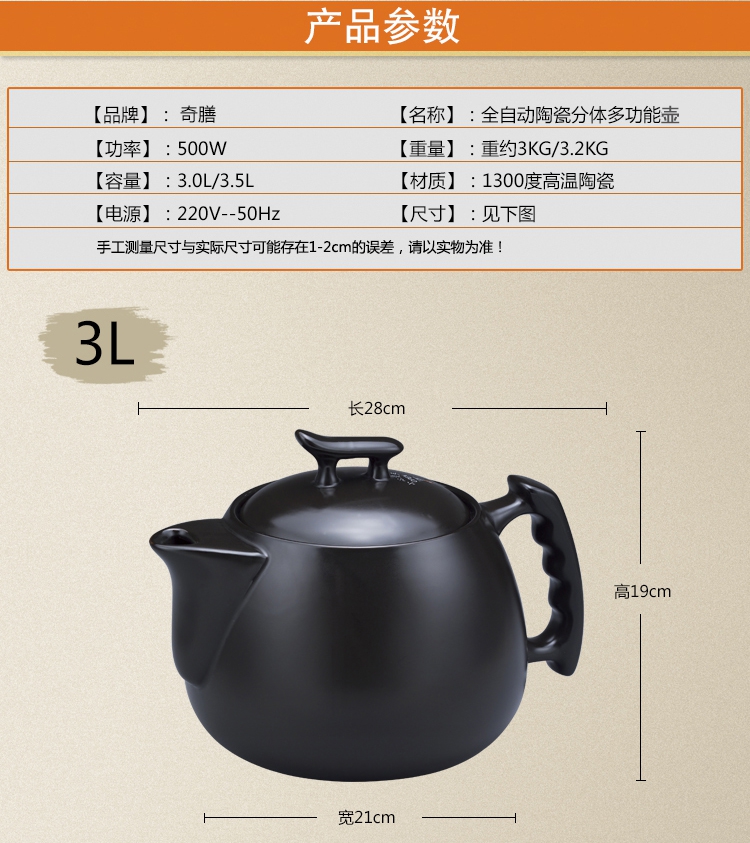 产品参数
【品牌】： 奇膳 【名称】：全自动陶瓷分体多功能壶
【功率】：500W 【重量】：重约3KG/3.2KG
【容量】：3.0L/3.5L 【材质】：1300度高温陶瓷
【电源】：220V--50Hz 【尺寸】：见下图
手工测量尺寸与实际尺寸可能存在1-2cm的误差，请以实物为准！
3L
长28cm
高19cm
宽21cm